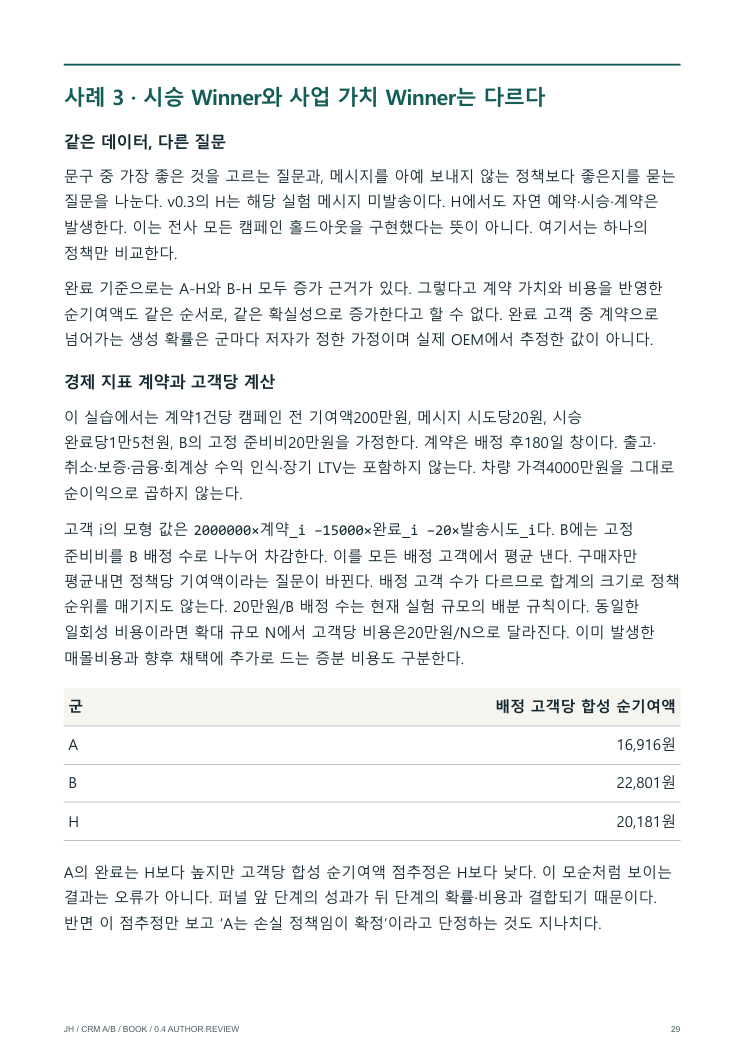 사례 3 · 시승 Winner와 사업 가치 Winner는 다르다
같은 데이터, 다른 질문
문구 중 가장 좋은 것을 고르는 질문과, 메시지를 아예 보내지 않는 정책보다 좋은지를 묻는
질문을 나눈다. v0.3의 H는 해당 실험 메시지 미발송이다. H에서도 자연 예약·시승·계약은
발생한다. 이는 전사 모든 캠페인 홀드아웃을 구현했다는 뜻이 아니다. 여기서는 하나의
정책만 비교한다.
완료 기준으로는 A-H와 B-H 모두 증가 근거가 있다. 그렇다고 계약 가치와 비용을 반영한
순기여액도 같은 순서로, 같은 확실성으로 증가한다고 할 수 없다. 완료 고객 중 계약으로
넘어가는 생성 확률은 군마다 저자가 정한 가정이며 실제 OEM에서 추정한 값이 아니다.
경제 지표 계약과 고객당 계산
이 실습에서는 계약1건당 캠페인 전 기여액200만원, 메시지 시도당20원, 시승
완료당1만5천원, B의 고정 준비비20만원을 가정한다. 계약은 배정 후180일 창이다. 출고·
취소·보증·금융·회계상 수익 인식·장기 LTV는 포함하지 않는다. 차량 가격4000만원을 그대로
순이익으로 곱하지 않는다.
고객 i의 모형 값은 2000000×계약_i −15000×완료_i −20×발송시도_i다. B에는 고정
준비비를 B 배정 수로 나누어 차감한다. 이를 모든 배정 고객에서 평균 낸다. 구매자만
평균내면 정책당 기여액이라는 질문이 바뀐다. 배정 고객 수가 다르므로 합계의 크기로 정책
순위를 매기지도 않는다. 20만원/B 배정 수는 현재 실험 규모의 배분 규칙이다. 동일한
일회성 비용이라면 확대 규모 N에서 고객당 비용은20만원/N으로 달라진다. 이미 발생한
매몰비용과 향후 채택에 추가로 드는 증분 비용도 구분한다.
군 배정 고객당 합성 순기여액
A 16,916원
B 22,801원
H 20,181원
A의 완료는 H보다 높지만 고객당 합성 순기여액 점추정은 H보다 낮다. 이 모순처럼 보이는
결과는 오류가 아니다. 퍼널 앞 단계의 성과가 뒤 단계의 확률·비용과 결합되기 때문이다.
반면 이 점추정만 보고 ‘A는 손실 정책임이 확정’이라고 단정하는 것도 지나치다.
JH / CRM A/B / BOOK / 0.4 AUTHOR REVIEW 29